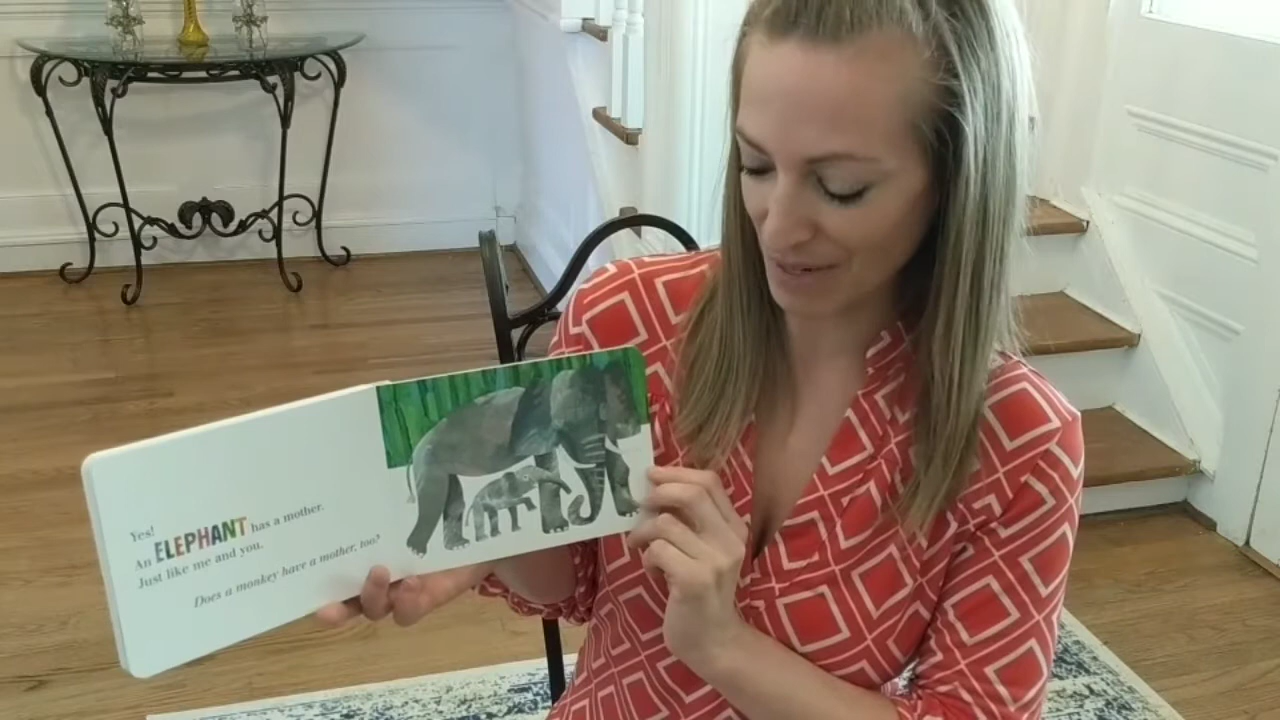 Yes!
An ELEPHANT has a mother.
Just like me and you.
Does a monkey have a mother, too?